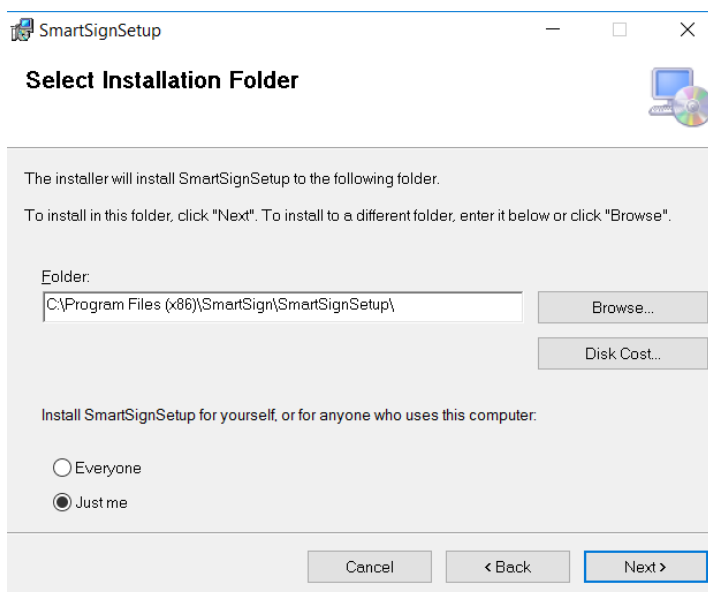 SmartSignSetup
Select Installation Folder
The installer will install SmartSignSetup to the following folder.
To install in this folder, click "Next". To install to a different folder, enter it below or click "Browse".
Folder:
C:\Program Files (x86)\SmartSign\SmartSignSetup\
Browse...
Disk Cost...
Install SmartSignSetup for yourself, or for anyone who uses this computer:
Everyone
Just me
Cancel
< Back
Next >